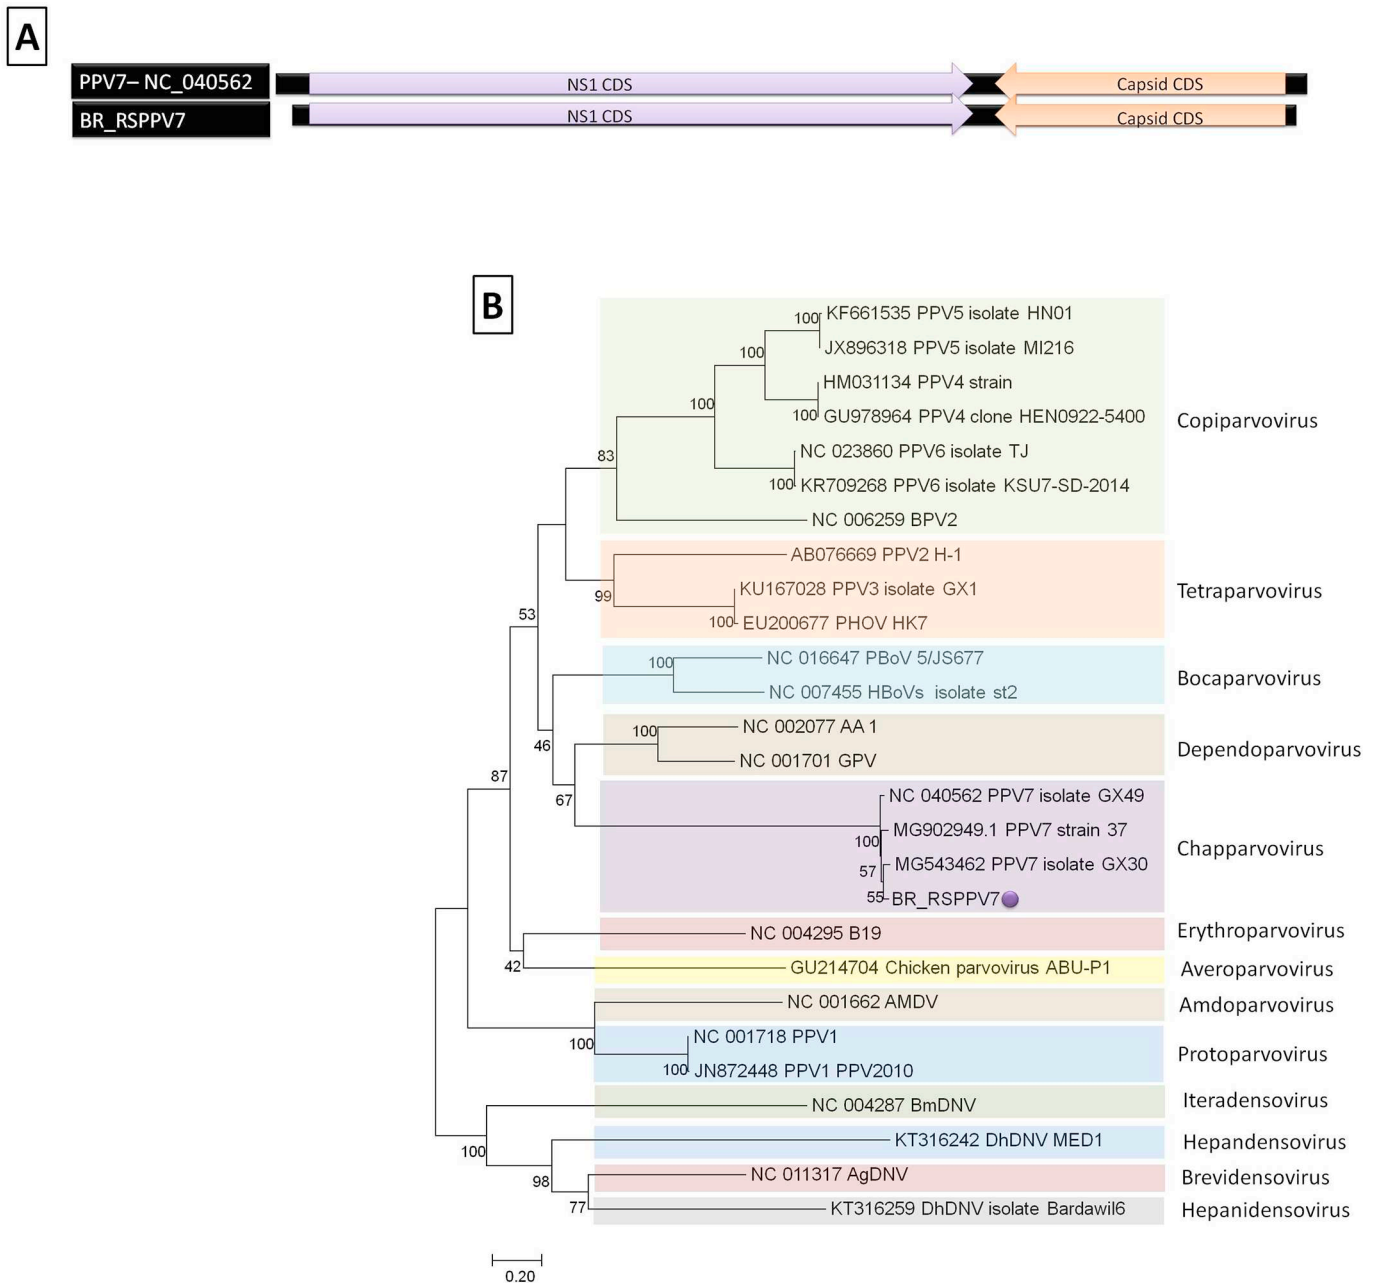 A
PPV7– NC_040562
NS1 CDS
Capsid CDS
BR_RSPPV7
NS1 CDS
Capsid CDS
B
100
KF661535 PPV5 isolate HN01
JX896318 PPV5 isolate MI216
100
HM031134 PPV4 strain
100
GU978964 PPV4 clone HEN0922-5400
100
Copiparvovirus
NC 023860 PPV6 isolate TJ
83
100
KR709268 PPV6 isolate KSU7-SD-2014
NC 006259 BPV2
AB076669 PPV2 H-1
99
KU167028 PPV3 isolate GX1
Tetraparvovirus
53
100
EU200677 PHOV HK7
100
NC 016647 PBoV 5/JS677
Bocaparvovirus
NC 007455 HBoVs isolate st2
100
NC 002077 AA 1
46
Dependoparvovirus
NC 001701 GPV
87
67
NC 040562 PPV7 isolate GX49
MG902949.1 PPV7 strain 37
100
Chapparvovirus
57
MG543462 PPV7 isolate GX30
55
BR_RSPPV7
NC 004295 B19
Erythroparvovirus
42
GU214704 Chicken parvovirus ABU-P1
Averoparvovirus
NC 001662 AMDV
Amdoparvovirus
100
NC 001718 PPV1
Protoparvovirus
100
JN872448 PPV1 PPV2010
NC 004287 BmDNV
Iteradensovirus
100
KT316242 DhDNV MED1
Hepandensovirus
98
NC 011317 AgDNV
Brevidensovirus
77
KT316259 DhDNV isolate Bardawil6
Hepanidensovirus
0.20